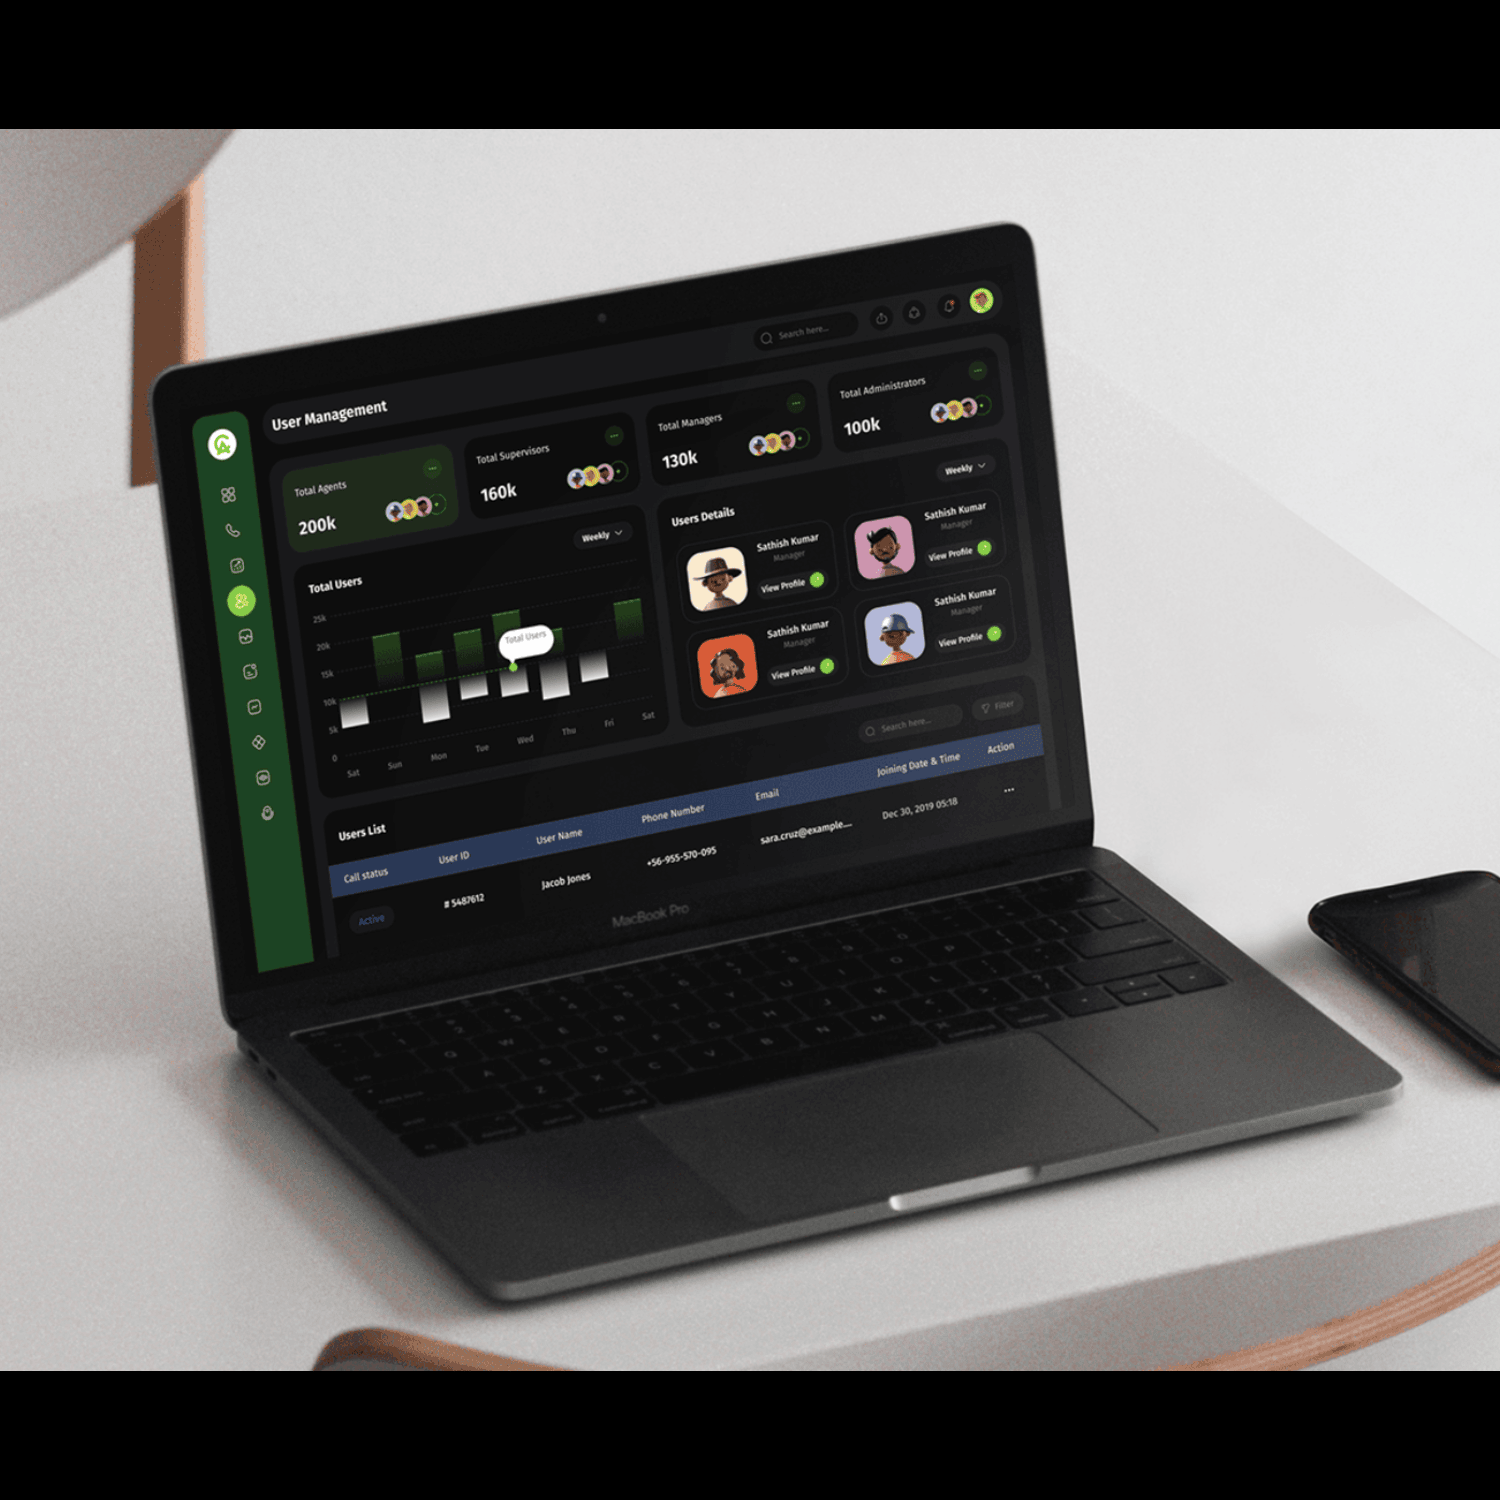 User Management
Search here...
Total Agents
200k
Total Supervisors
160k
Total Managers
130k
Total Administrators
100k
Total Users
Weekly
25k
20k
15k
10k
5k
0
Total Users
Sat
Sun
Mon
Tue
Wed
Thu
Fri
Sat
Users Details
Weekly
Sathish Kumar
Manager
View Profile
Sathish Kumar
Manager
View Profile
Sathish Kumar
Manager
View Profile
Sathish Kumar
Manager
View Profile
Users List
Search here...
Filter
Call status User ID User Name Phone Number Email Joining Date & Time Action
Active # 5487612 Jacob Jones +56-955-570-095 sara.cruz@example.... Dec 30, 2019 05:18 ...
MacBook Pro